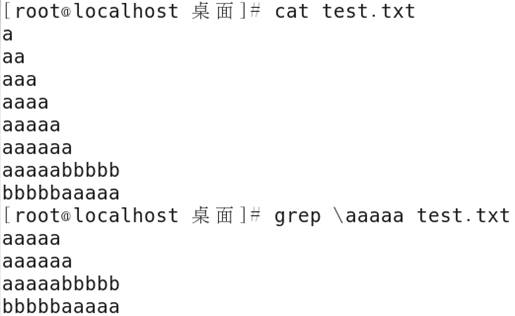 [root@localhost 桌面]# cat test.txt
a
aa
aaa
aaaa
aaaaa
aaaaaa
aaaaabbbbb
bbbbbaaaaa
[root@localhost 桌面]# grep \aaaaa test.txt
aaaaa
aaaaaa
aaaaabbbbb
bbbbbaaaaa